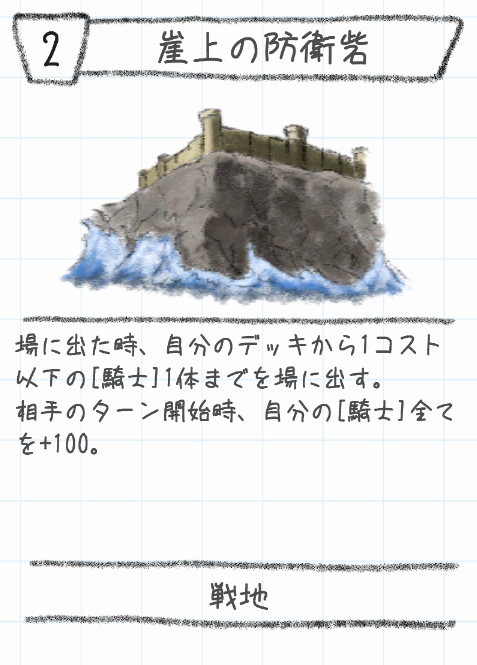 2
崖上の防衛砦
場に出た時、自分のデッキから1コスト
以下の[騎士]1体までを場に出す。
相手のターン開始時、自分の[騎士]全て
を+100。
戦地